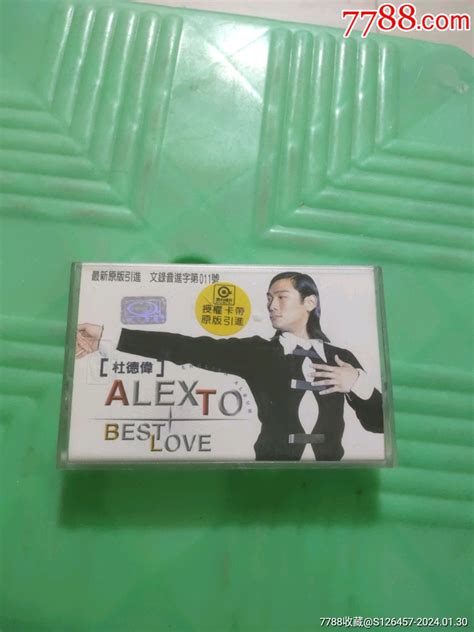 7788.com
最新原版引進 文錄音進字第011號
授權卡帶
原版引進
[杜德偉]
ALEXTO
BEST LOVE
7788收藏@S126457-2024.01.30